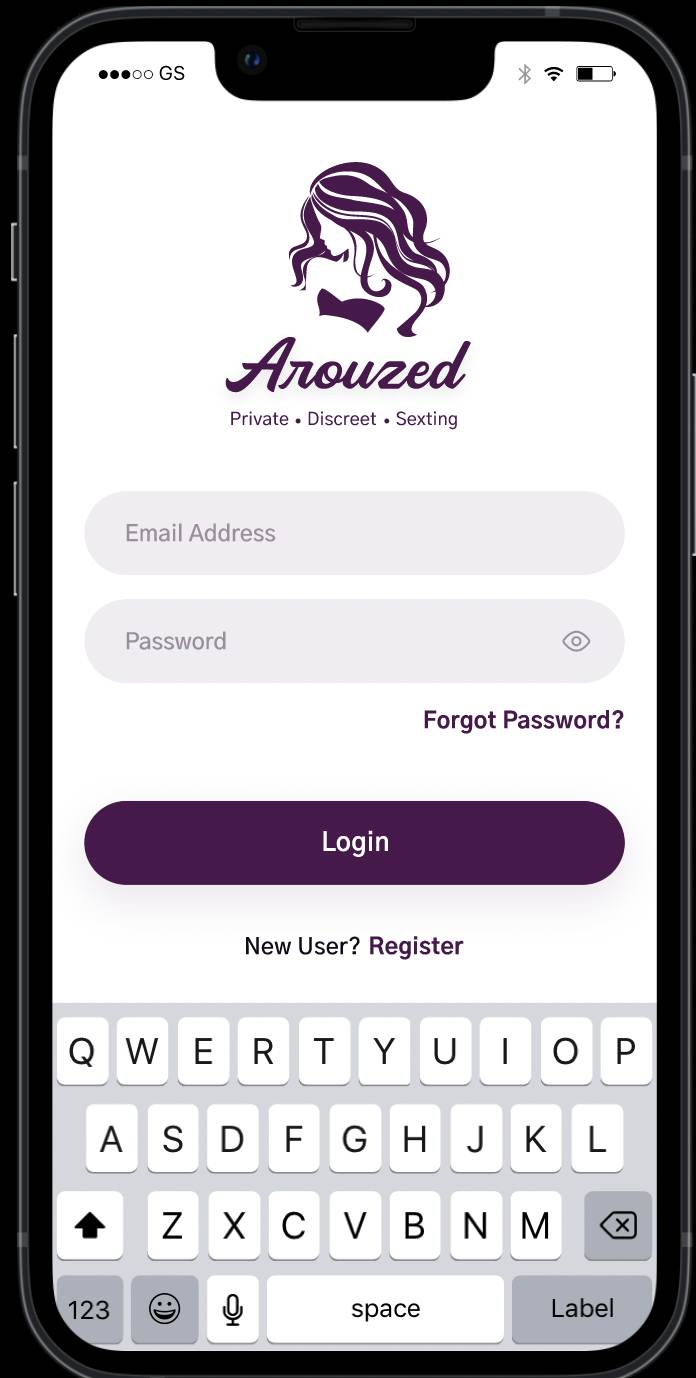 GS
Arouzed
Private • Discreet • Sexting
Email Address
Password
Forgot Password?
Login
New User? Register
Q W E R T Y U I O P
A S D F G H J K L
Z X C V B N M
123 space Label